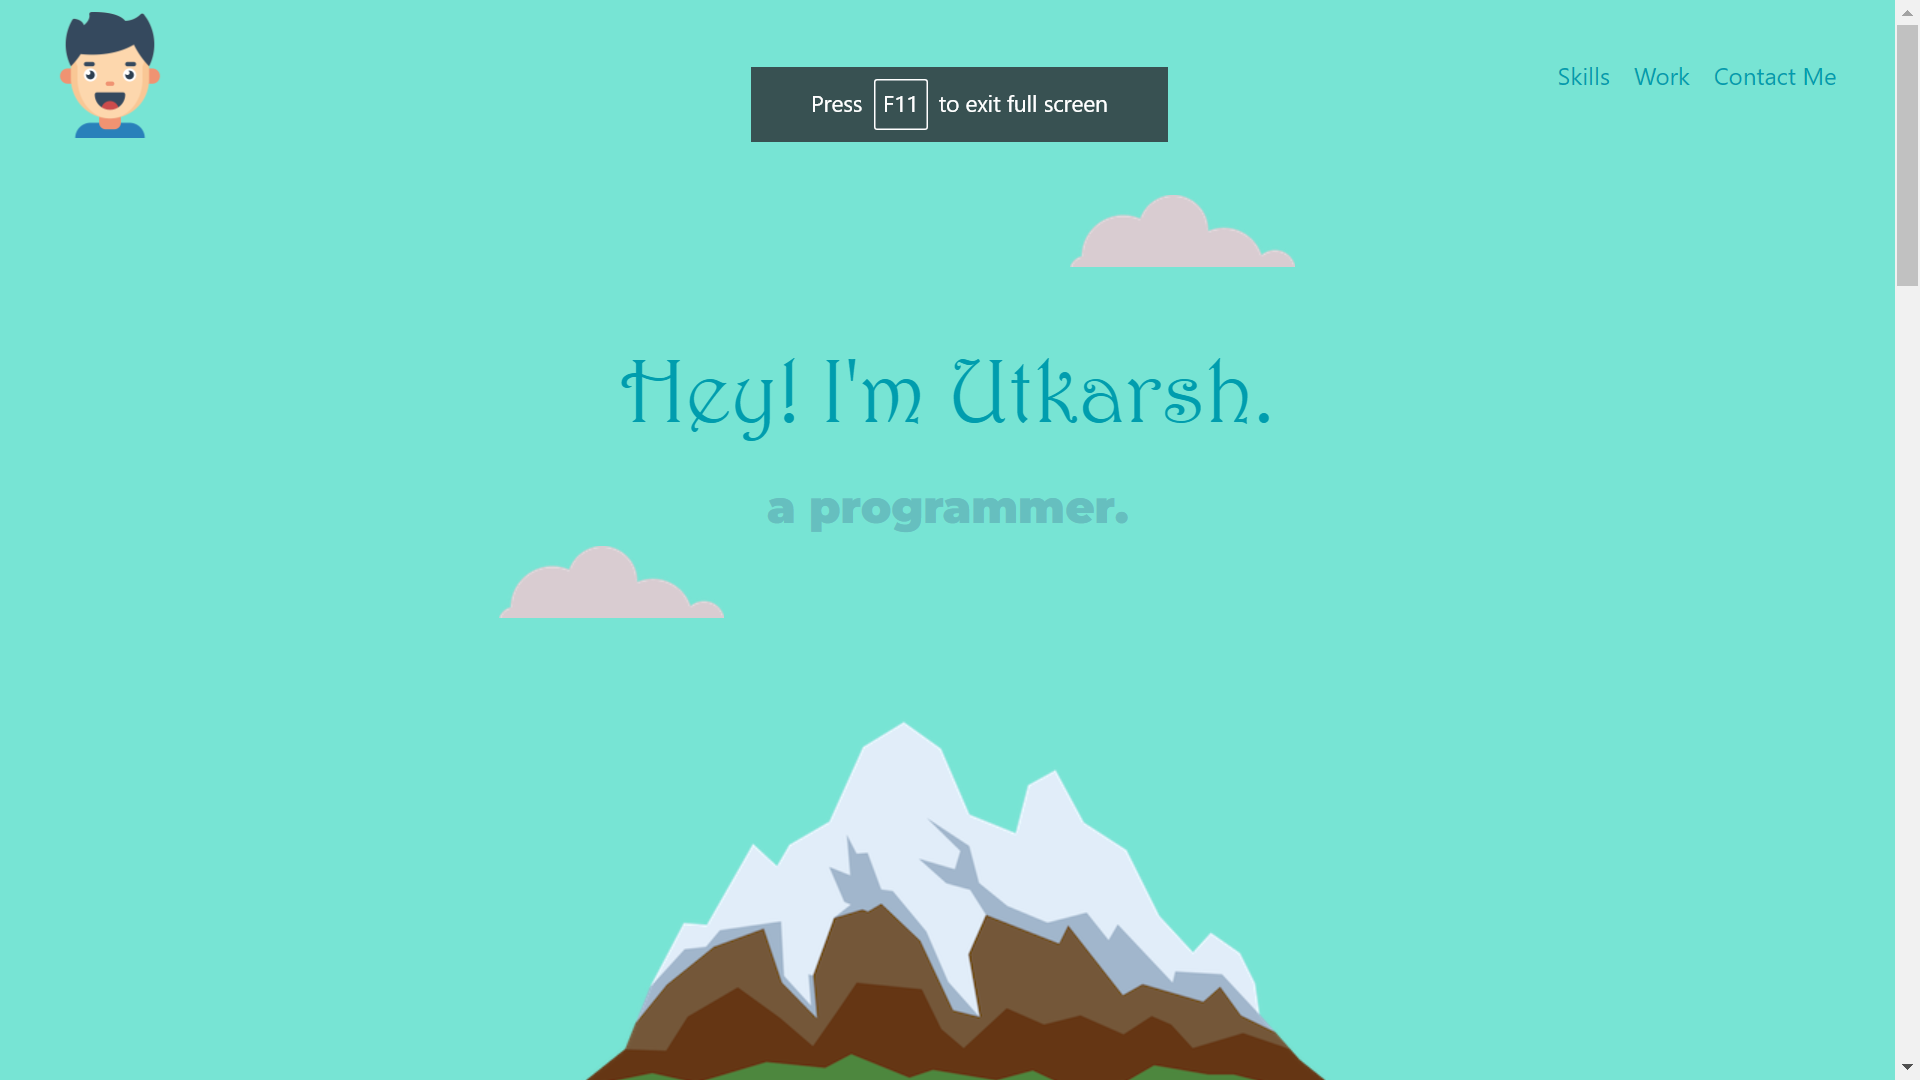 Skills Work Contact Me
Press F11 to exit full screen
Hey! I'm Utkarsh.
a programmer.